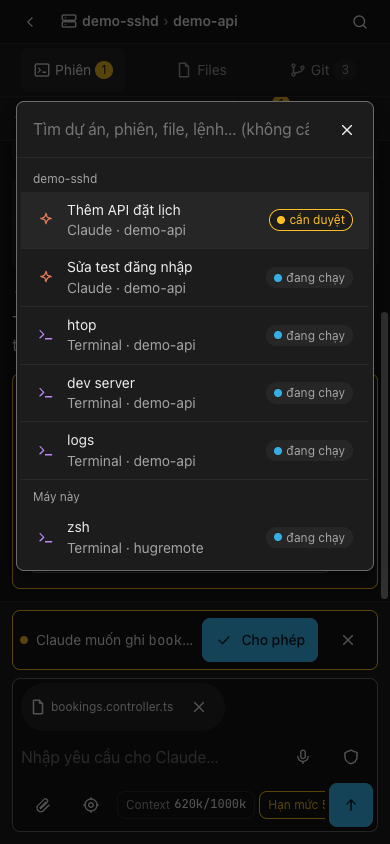 demo-sshd › demo-api
Phiên 1
Files
Git 3
Tìm dự án, phiên, file, lệnh... (không
demo-sshd
Thêm API đặt lịch
Claude · demo-api
cần duyệt
Sửa test đăng nhập
Claude · demo-api
đang chạy
htop
Terminal · demo-api
đang chạy
dev server
Terminal · demo-api
đang chạy
logs
Terminal · demo-api
đang chạy
Máy này
zsh
Terminal · hugremote
đang chạy
Claude muốn ghi book...
Cho phép
bookings.controller.ts
Nhập yêu cầu cho Claude...
Context 620k/1000k
Hạn mức